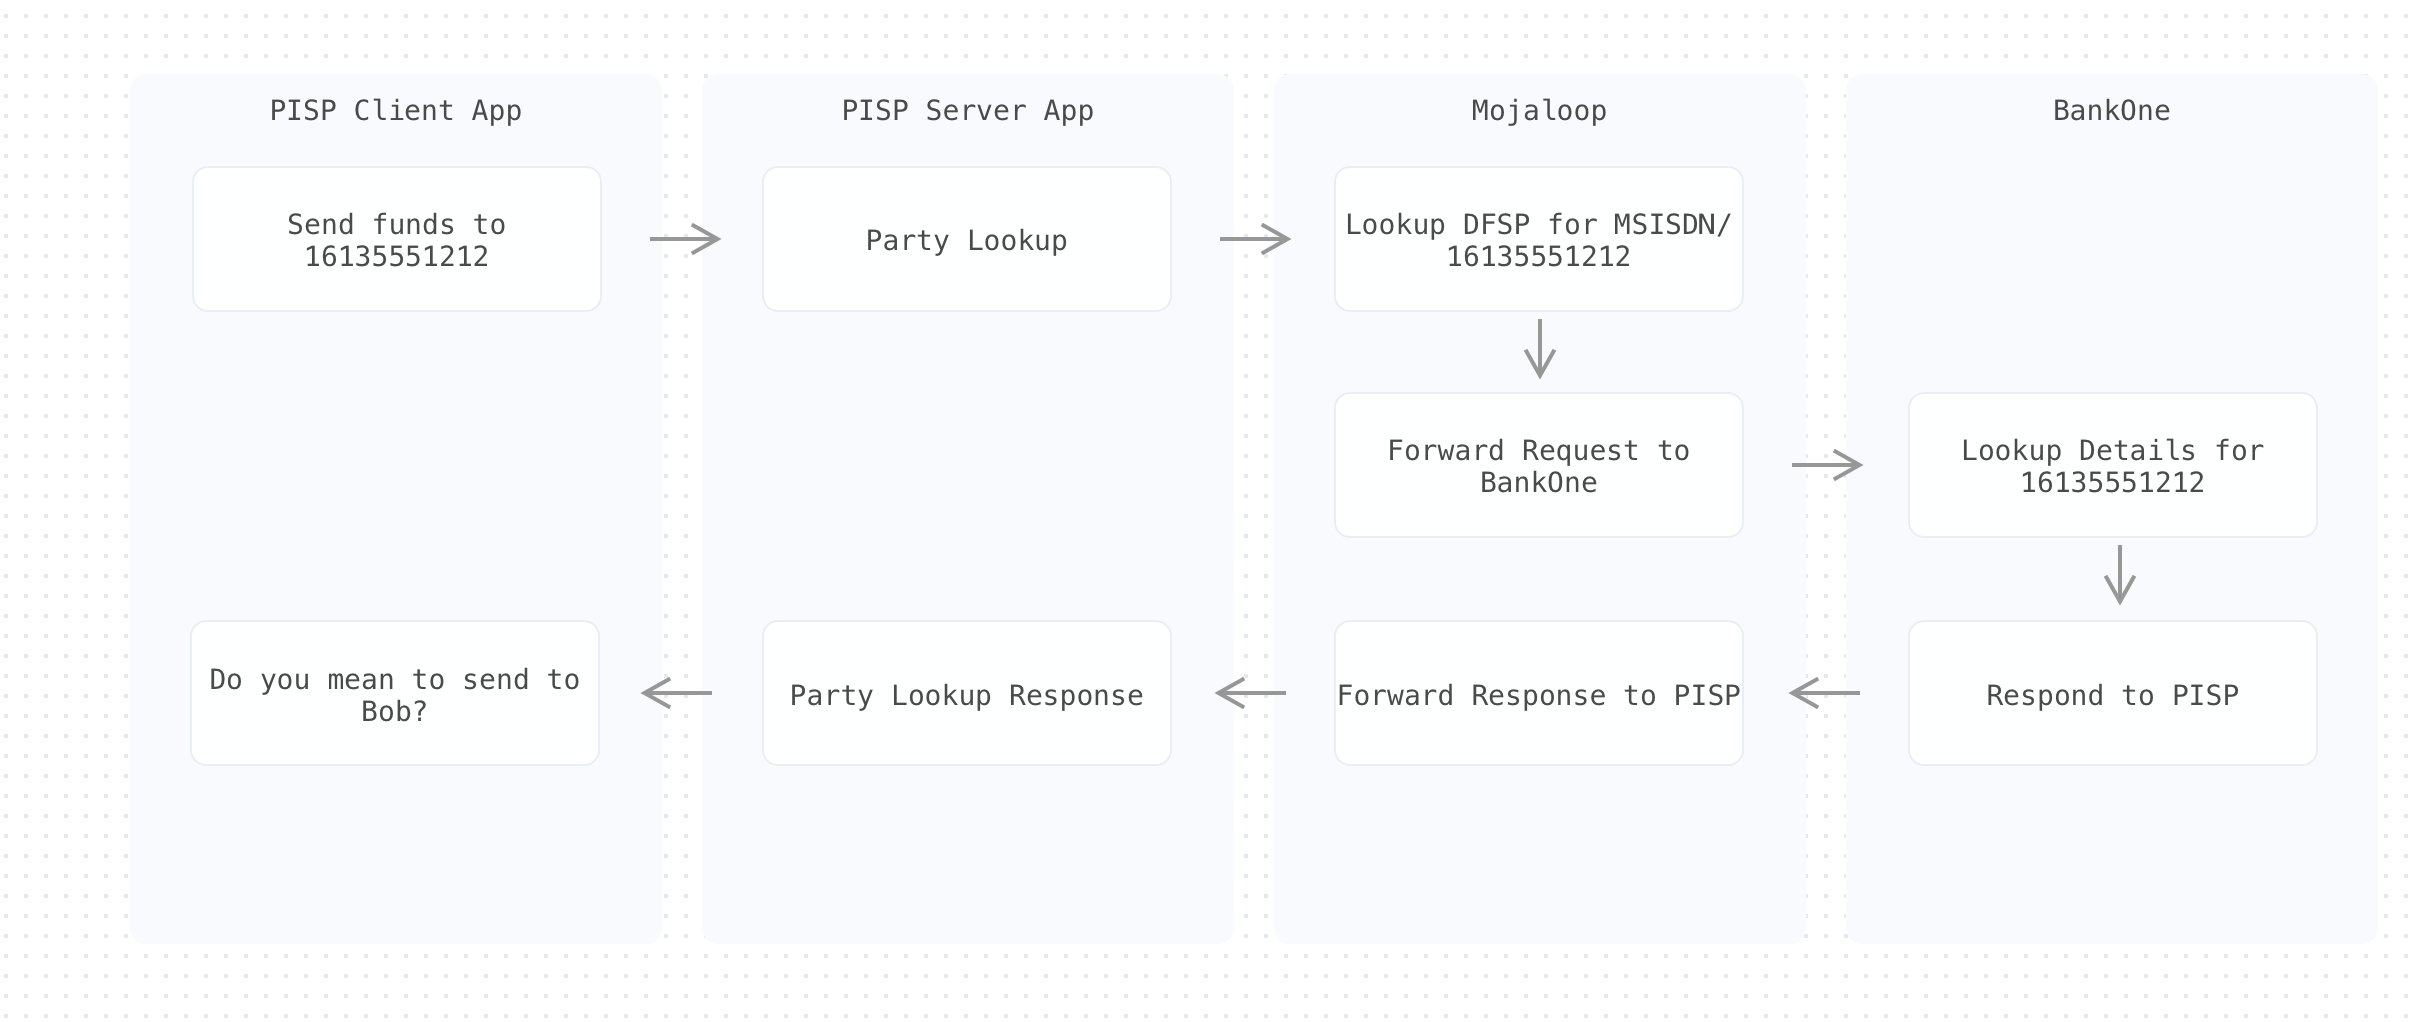 PISP Client App
PISP Server App
Mojaloop
BankOne
Send funds to
16135551212
Party Lookup
Lookup DFSP for MSISDN/
16135551212
Forward Request to
BankOne
Lookup Details for
16135551212
Do you mean to send to
Bob?
Party Lookup Response
Forward Response to PISP
Respond to PISP